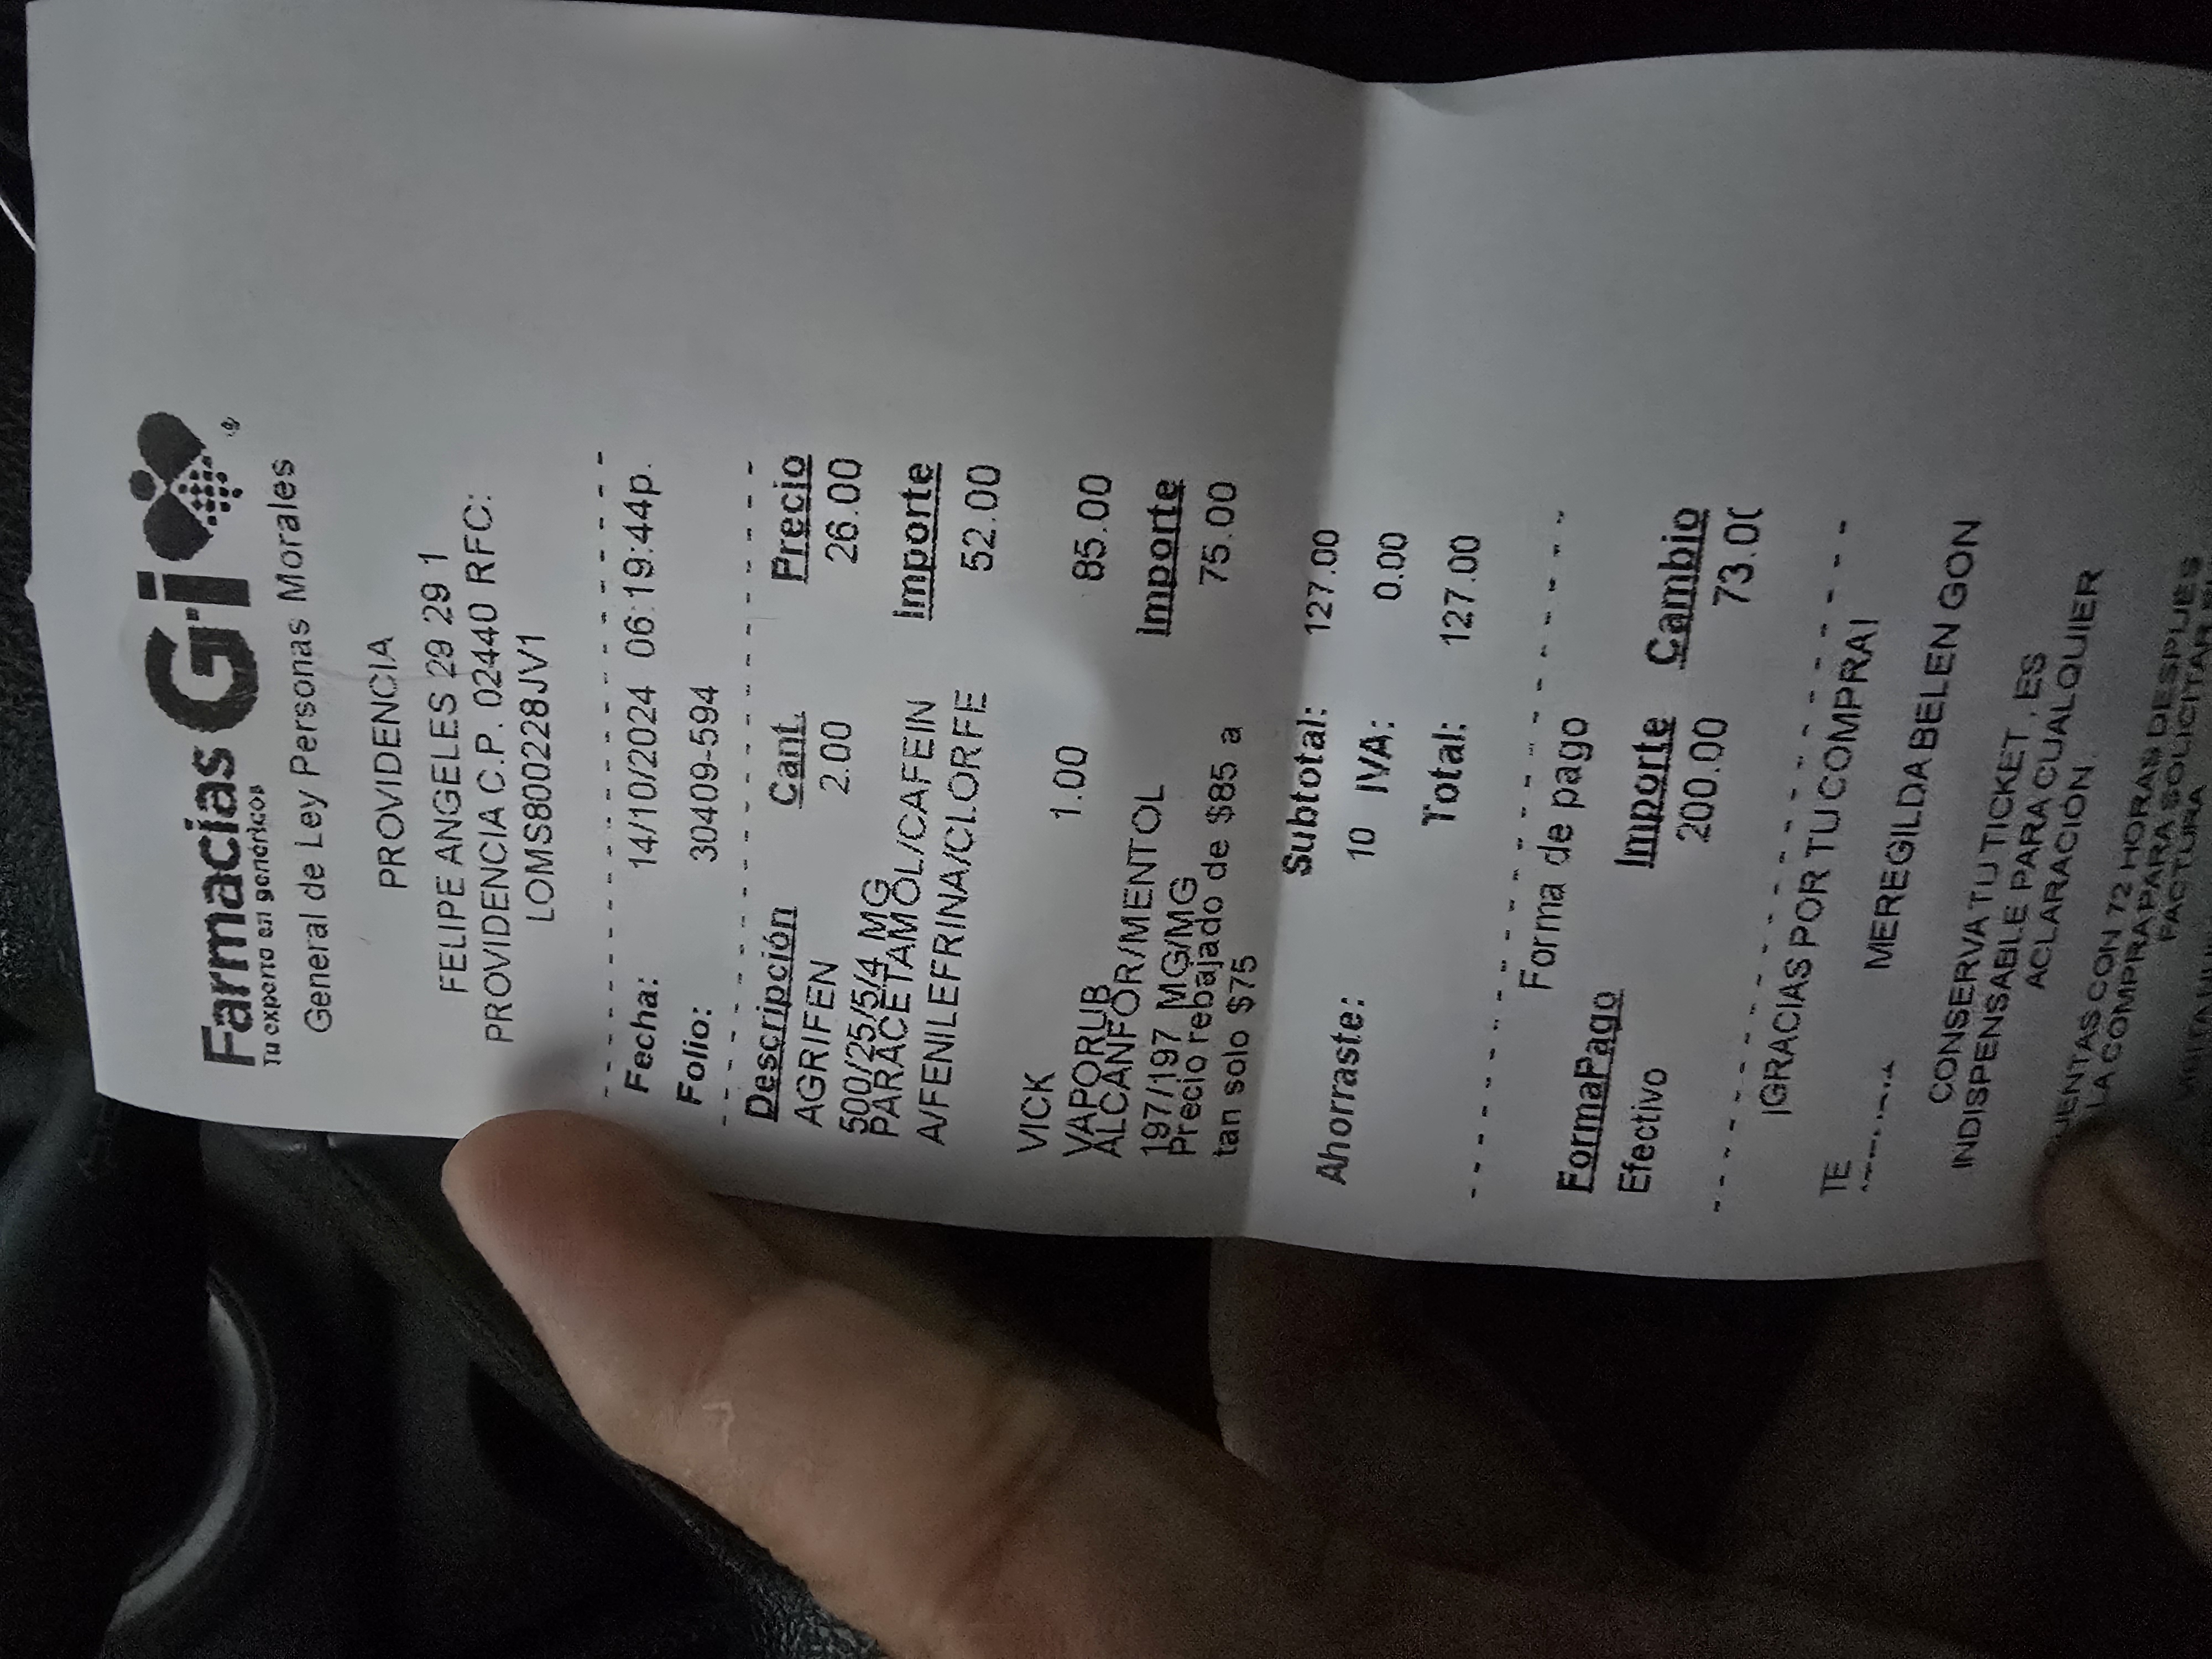 Farmacías Gi
Tu experto en genéricos
General de Ley Personas Morales
PROVIDENCIA
FELIPE ANGELES 29 29 1
PROVIDENCIA C.P. 02440 RFC:
LOMS800228JV1
Fecha: 14/10/2024 06:19:44p.
Folio: 30409-594
Descripción Cant. Precio
AGRIFEN 2.00 26.00
500/25/5/4 MG
PARACETAMOL/CAFEIN Importe
A/FENILEFRINA/CLORFE 52.00
VICK
VAPORUB 1.00 85.00
ALCANFOR/MENTOL
197/197 MG/MG Importe
Precio rebajado de $85 a 75.00
tan solo $75
Subtotal: 127.00
Ahorraste: 10 IVA: 0.00
Total: 127.00
Forma de pago
FormaPago Importe Cambio
Efectivo 200.00 73.0
¡GRACIAS POR TU COMPRA!
TE MEREGILDA BELEN GON
CONSERVA TU TICKET , ES
INDISPENSABLE PARA CUALQUIER
ACLARACION.
CUENTAS CON 72 HORAS DESPUES
LA COMPRA PARA SOLICITAR
FACTURA